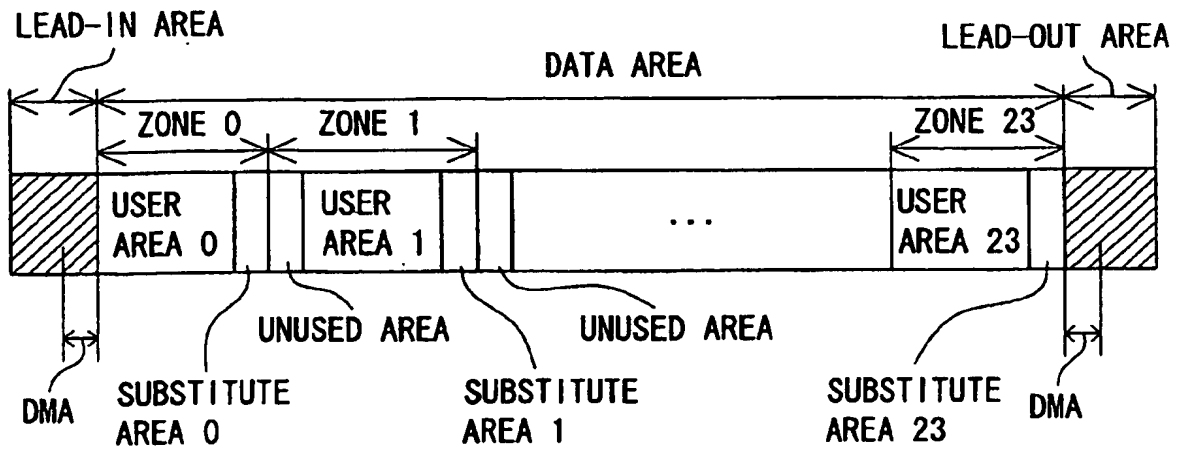 LEAD-IN AREA
LEAD-OUT AREA
DATA AREA
ZONE 0
ZONE 1
ZONE 23
USER
AREA 0
USER
AREA 1
...
USER
AREA 23
UNUSED AREA
UNUSED AREA
DMA
SUBSTITUTE
AREA 0
SUBSTITUTE
AREA 1
SUBSTITUTE
AREA 23
DMA